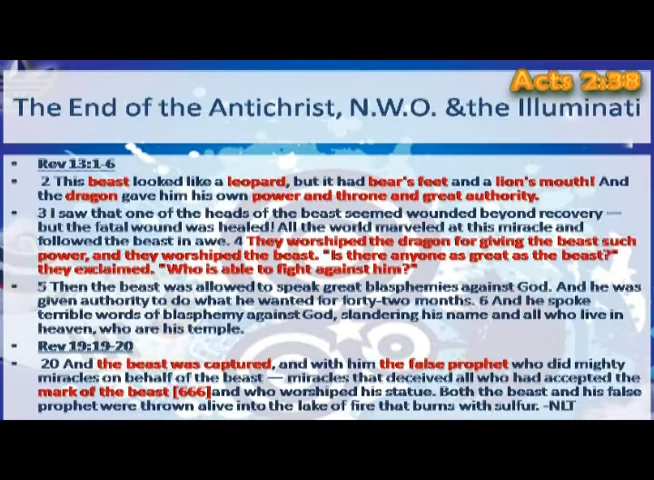 Acts 2:38
The End of the Antichrist, N.W.O. &the Illuminati
• Rev 13:1-6
• 2 This beast looked like a leopard, but it had bear's feet and a lion's mouth! And
the dragon gave him his own power and throne and great authority.
• 3 I saw that one of the heads of the beast seemed wounded beyond recovery —
but the fatal wound was healed! All the world marveled at this miracle and
followed the beast in awe. 4 They worshiped the dragon for giving the beast such
power, and they worshiped the beast. "Is there anyone as great as the beast?"
they exclaimed. "Who is able to fight against him?"
• 5 Then the beast was allowed to speak great blasphemies against God. And he was
given authority to do what he wanted for forty-two months. 6 And he spoke
terrible words of blasphemy against God, slandering his name and all who live in
heaven, who are his temple.
• Rev 19:19-20
• 20 And the beast was captured, and with him the false prophet who did mighty
miracles on behalf of the beast — miracles that deceived all who had accepted the
mark of the beast [666]and who worshiped his statue. Both the beast and his false
prophet were thrown alive into the lake of fire that burns with sulfur. -NLT